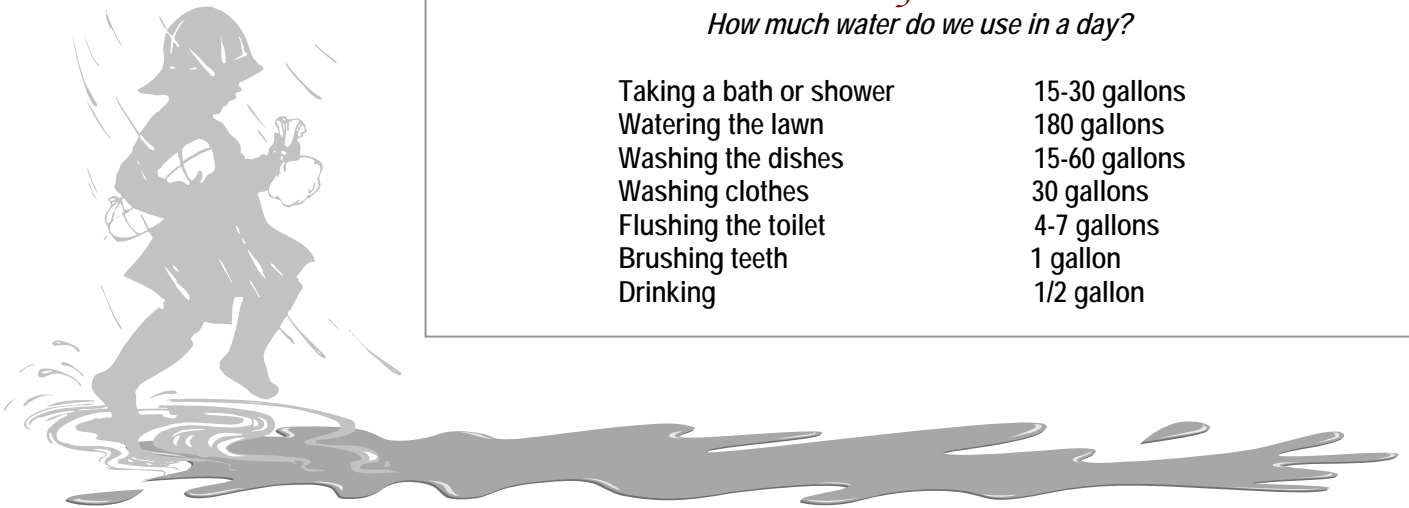 How much water do we use in a day?
Taking a bath or shower 15-30 gallons
Watering the lawn 180 gallons
Washing the dishes 15-60 gallons
Washing clothes 30 gallons
Flushing the toilet 4-7 gallons
Brushing teeth 1 gallon
Drinking 1/2 gallon